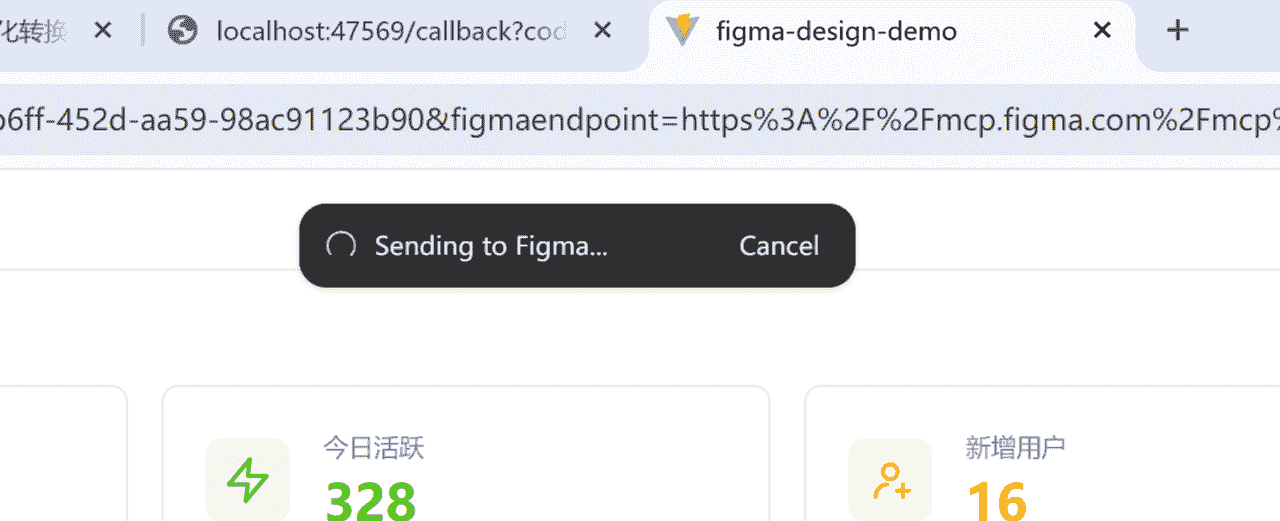 化转换
localhost:47569/callback?cod
figma-design-demo
6ff-452d-aa59-98ac91123b90&figmaendpoint=https%3A%2F%2Fmcp.figma.com%2Fmcp%
Sending to Figma...
Cancel
今日活跃
328
新增用户
16